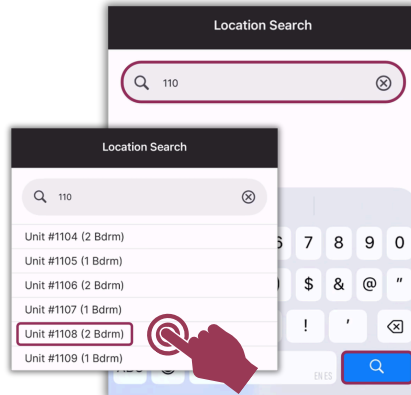 Location Search
110
Location Search
110
Unit #1104 (2 Bdrm)
Unit #1105 (1 Bdrm)
Unit #1106 (2 Bdrm)
Unit #1107 (1 Bdrm)
Unit #1108 (2 Bdrm)
Unit #1109 (1 Bdrm)
7 8 9 0
$ & @ "
! '
EN ES